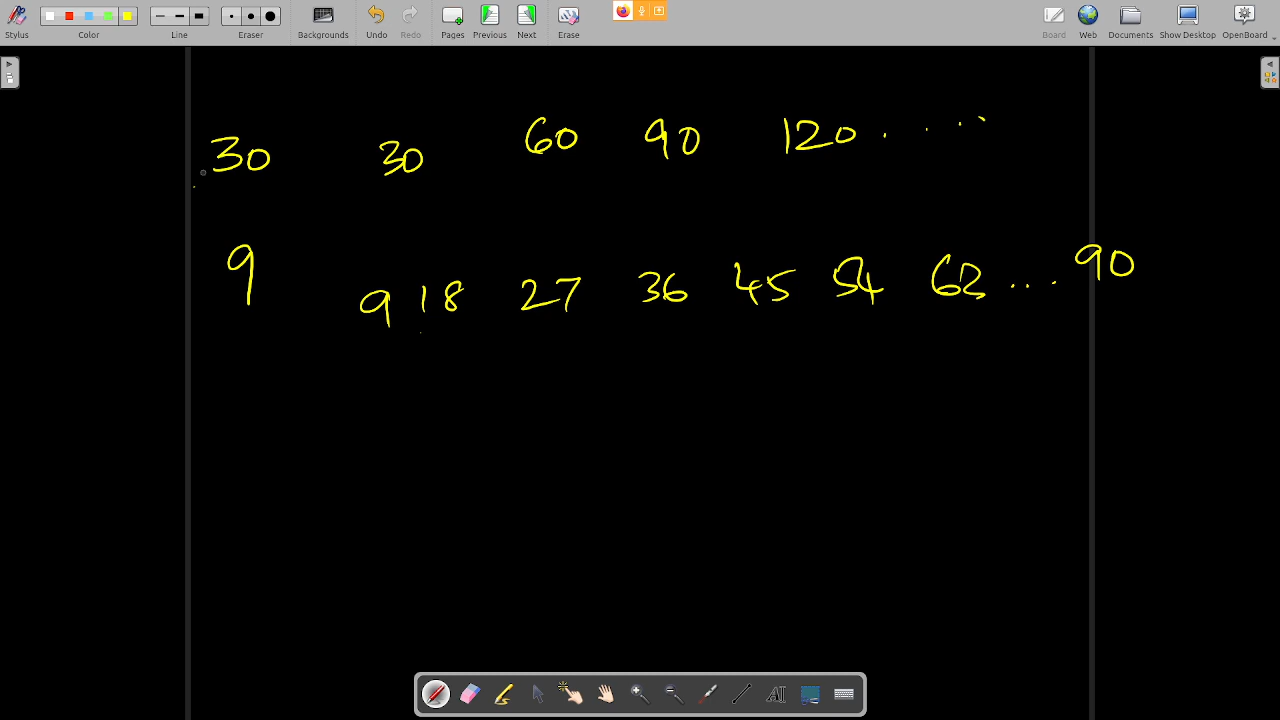 Stylus Color Line Eraser Backgrounds Undo Redo Pages Previous Next Erase Board Web Documents Show Desktop OpenBoard
30 30 60 90 120 . . . .
9 9 18 27 36 45 54 62 ... 90